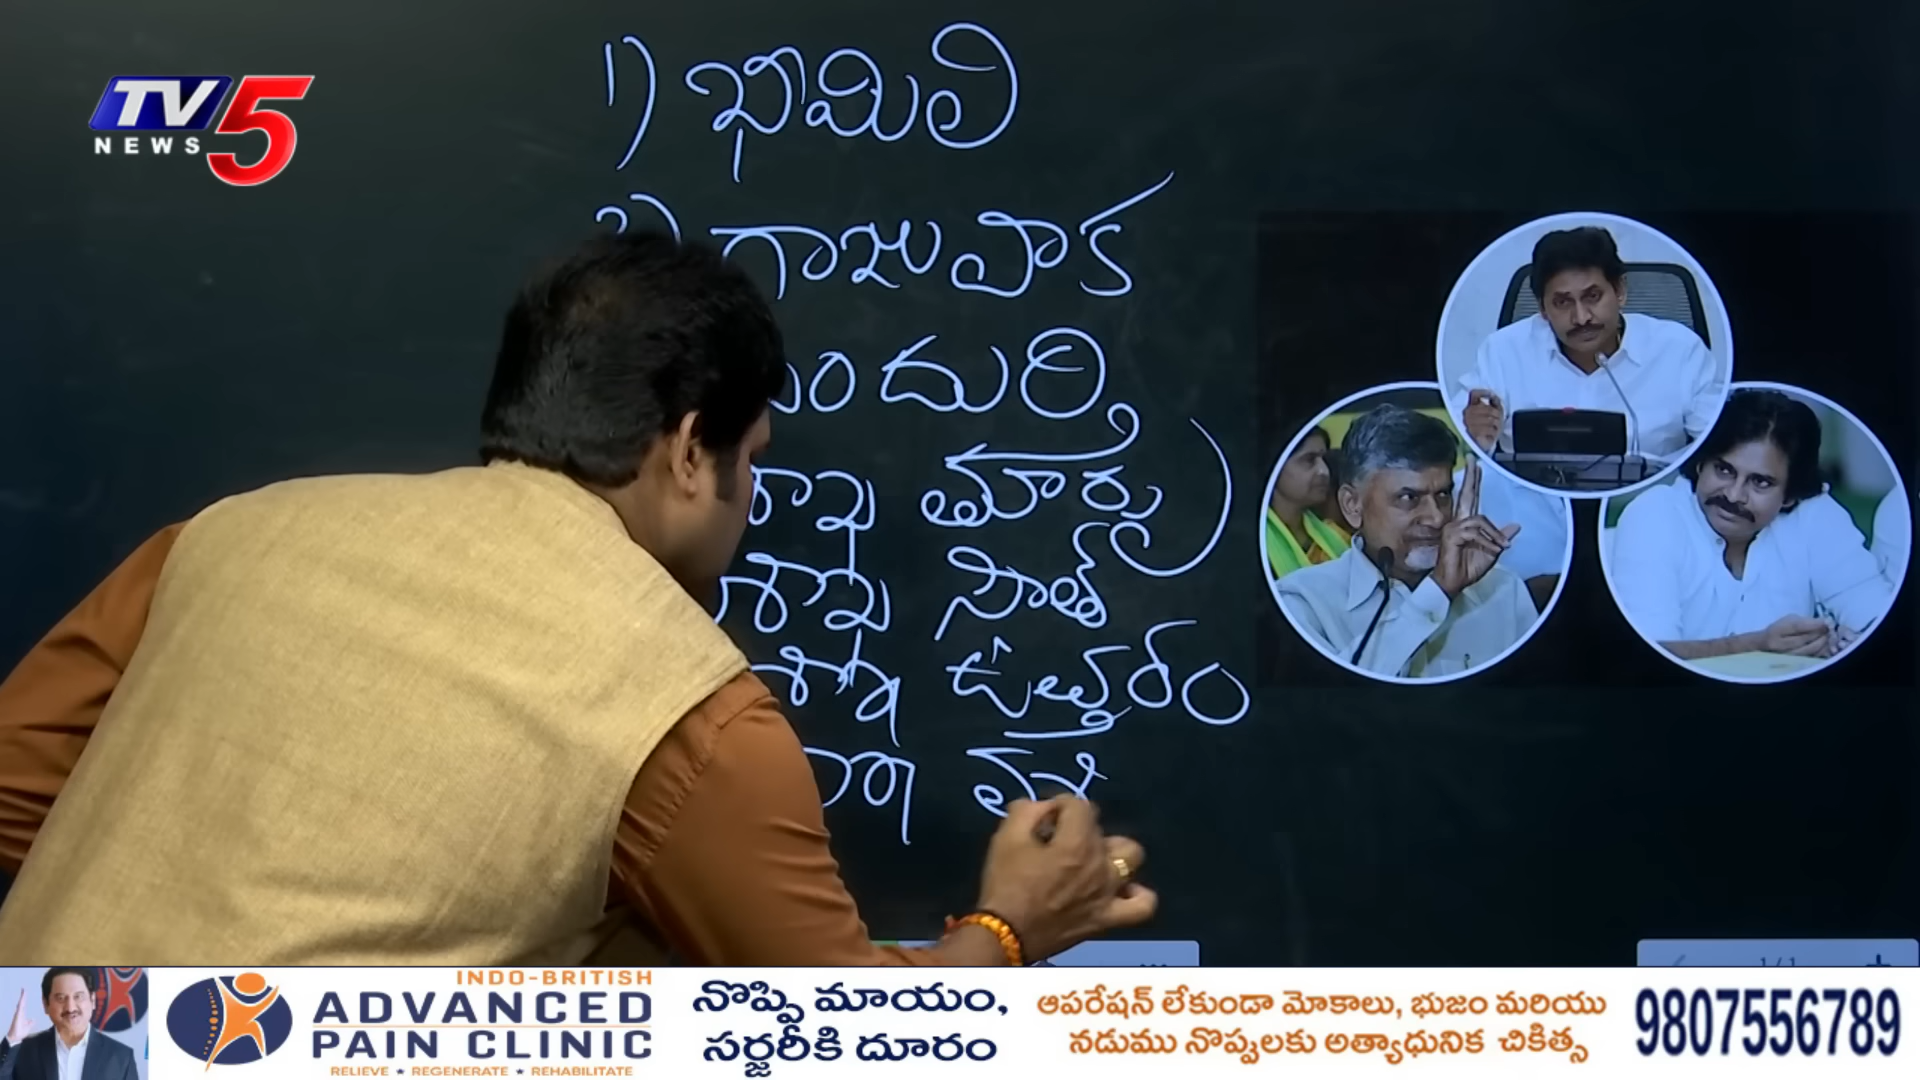 TV5
NEWS
1) భీమిలి
2) గాజువాక
ందుర్తి
శాఖ తూర్పు
విశాఖ సౌత్
విశాఖ ఉత్తరం
INDO-BRITISH
ADVANCED
PAIN CLINIC
RELIEVE ★ REGENERATE ★ REHABILITATE
నొప్పి మాయం,
సర్జరీకి దూరం
ఆపరేషన్ లేకుండా మోకాలు, భుజం మరియు
నడుము నొప్పులకు అత్యాధునిక చికిత్స
9807556789